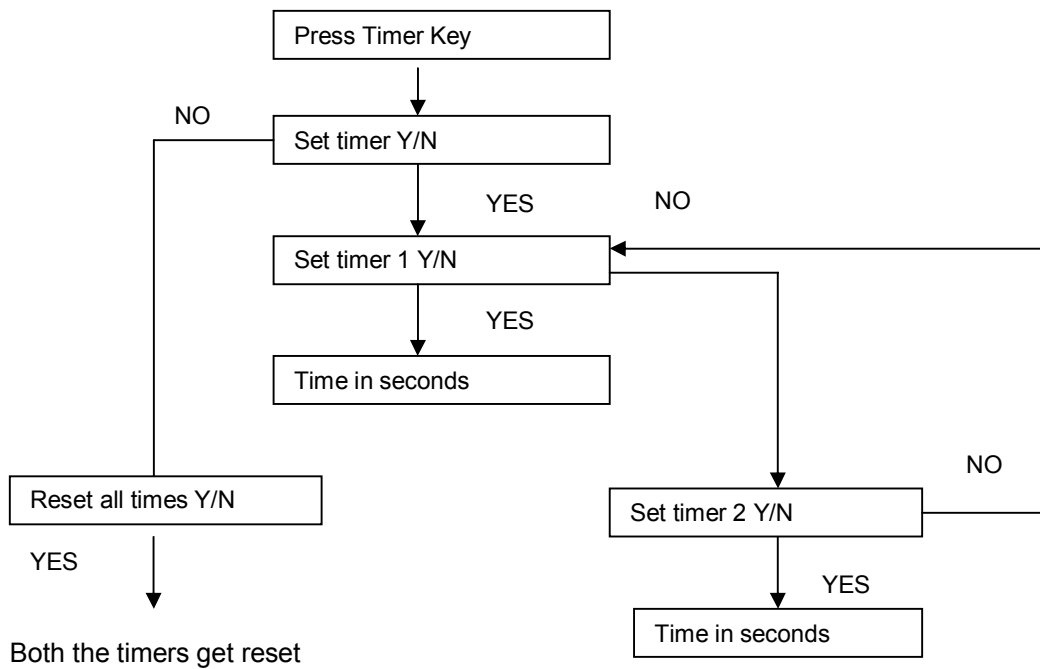 Press Timer Key
NO
Set timer Y/N
YES
NO
Set timer 1 Y/N
YES
Time in seconds
NO
Reset all times Y/N
Set timer 2 Y/N
YES
YES
Time in seconds
Both the timers get reset